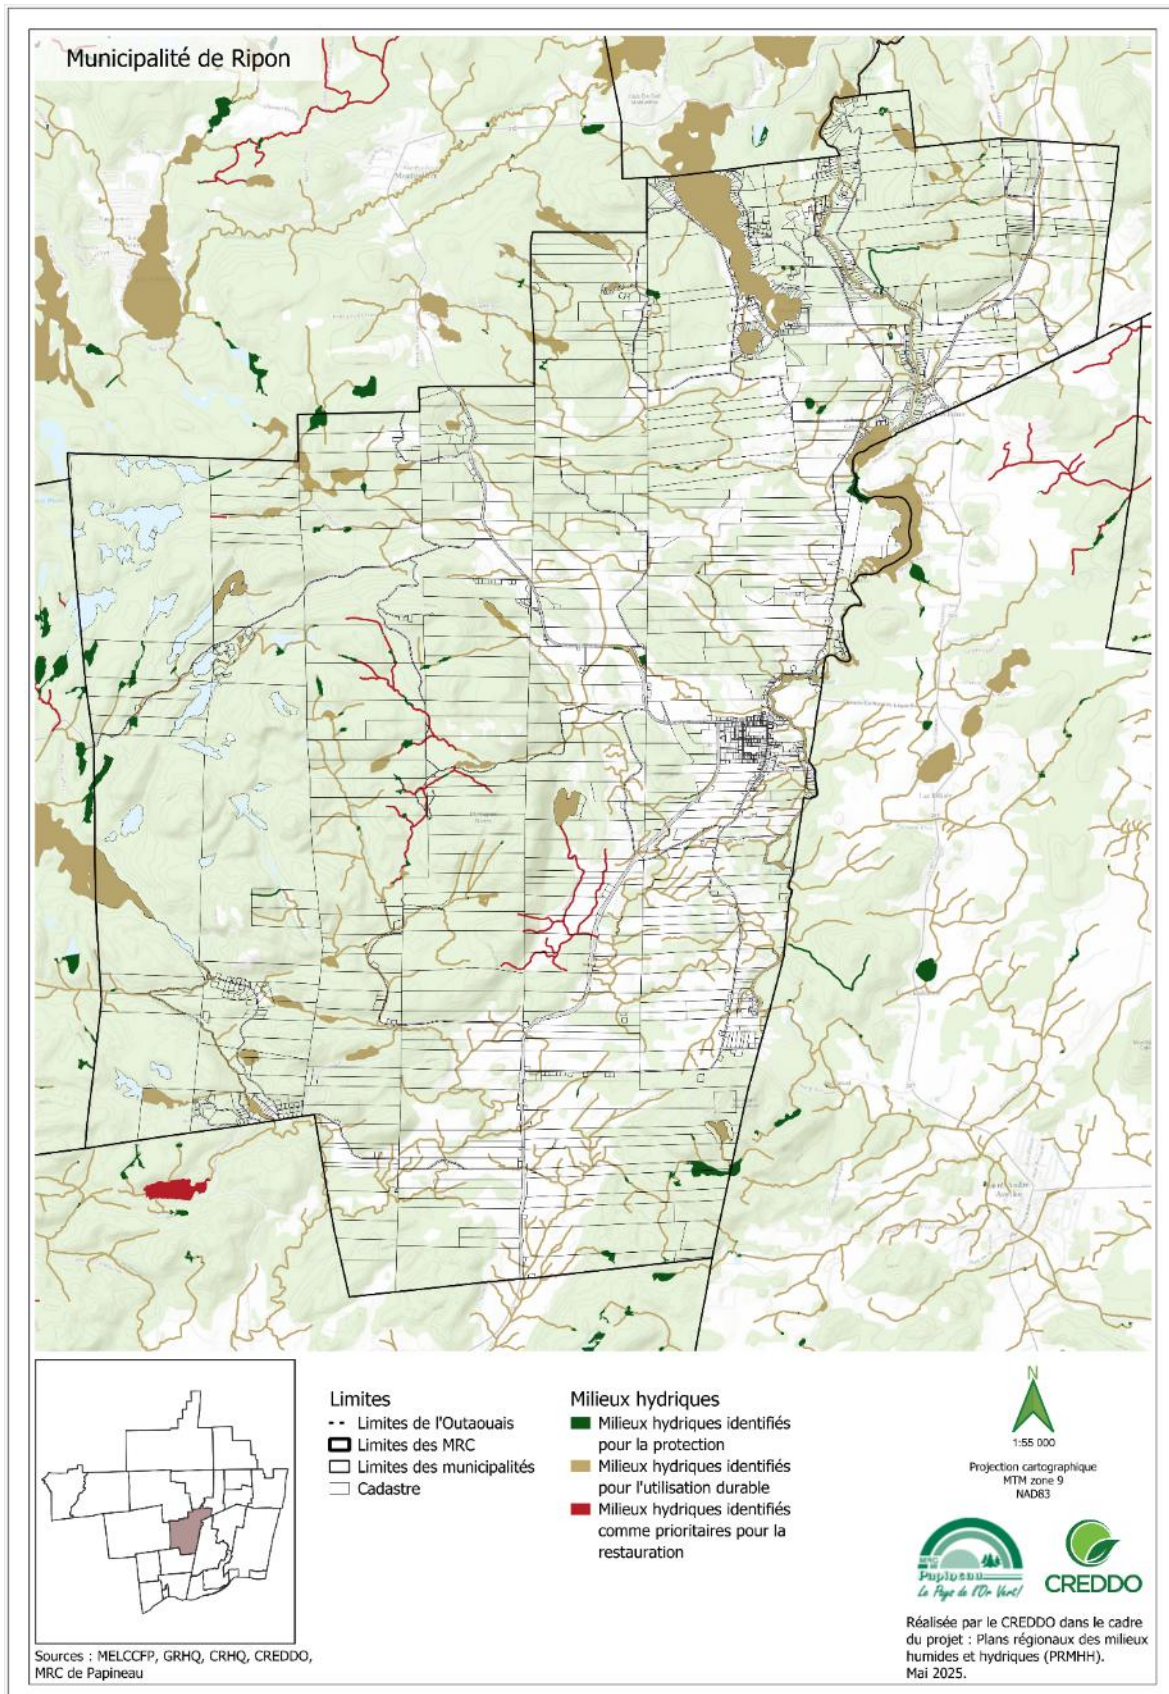 Municipalité de Ripon
Limites
Limites de l'Outaouais
Limites des MRC
Limites des municipalités
Cadastre
Milieux hydriques
Milieux hydriques identifiés
pour la protection
Milieux hydriques identifiés
pour l'utilisation durable
Milieux hydriques identifiés
comme prioritaires pour la
restauration
N
1:55 000
Projection cartographique
MTM zone 9
NAD83
MRC
Papineau
Le Pays de l'Or Vert!
CREDDO
Réalisée par le CREDDO dans le cadre
du projet : Plans régionaux des milieux
humides et hydriques (PRMHH).
Mai 2025.
Sources : MELCCFP, GRHQ, CRHQ, CREDDO,
MRC de Papineau